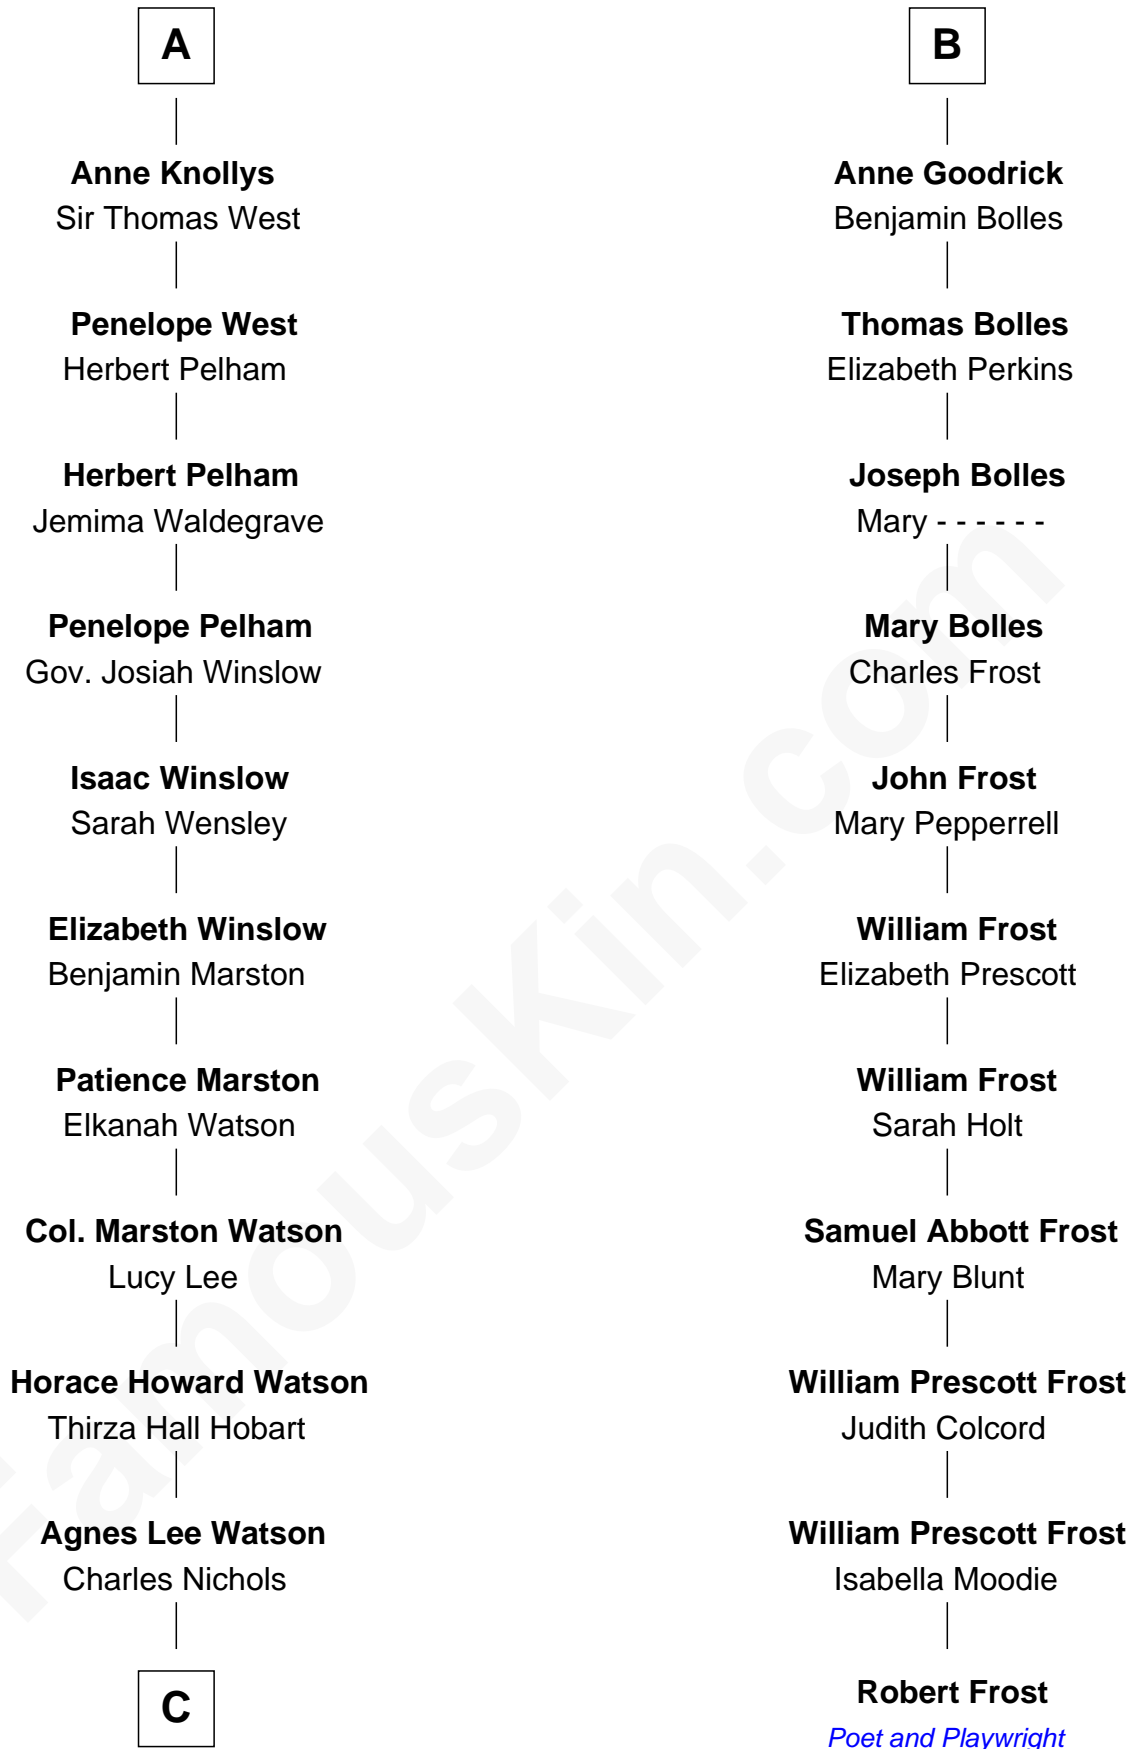 A
Anne Knollys
Sir Thomas West
Penelope West
Herbert Pelham
Herbert Pelham
Jemima Waldegrave
Penelope Pelham
Gov. Josiah Winslow
Isaac Winslow
Sarah Wensley
Elizabeth Winslow
Benjamin Marston
Patience Marston
Elkanah Watson
Col. Marston Watson
Lucy Lee
Horace Howard Watson
Thirza Hall Hobart
Agnes Lee Watson
Charles Nichols
C
B
Anne Goodrick
Benjamin Bolles
Thomas Bolles
Elizabeth Perkins
Joseph Bolles
Mary - - - - - -
Mary Bolles
Charles Frost
John Frost
Mary Pepperrell
William Frost
Elizabeth Prescott
William Frost
Sarah Holt
Samuel Abbott Frost
Mary Blunt
William Prescott Frost
Judith Colcord
William Prescott Frost
Isabella Moodie
Robert Frost
Poet and Playwright
FamousKin.com